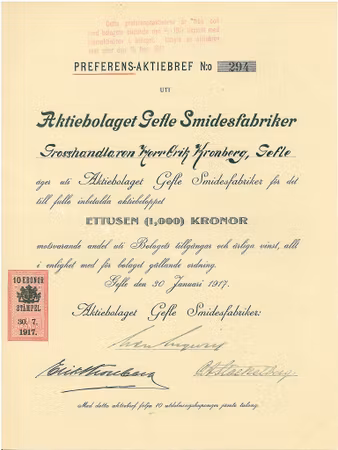 PREFERENS-AKTIEBREF N:o 294
UTI
Aktiebolaget Gefle Smidesfabriker
Grosshandlaren Herr Erik Kronberg, Gefle
äger uti Aktiebolaget Gefle Smidesfabriker för det
till fullo inbetalda aktiebeloppet
ETTUSEN (1,000) KRONOR
motsvarande andel uti Bolagets tillgångar och årliga vinst, allt
i enlighet med för bolaget gällande ordning.
Gefle den 30 Januari 1917.
10 KRONOR
STÄMPEL
30. 7.
1917.
Aktiebolaget Gefle Smidesfabriker:
Erik Kronberg
Med detta aktiebref följa 10 utdelningskuponger jemte talong.